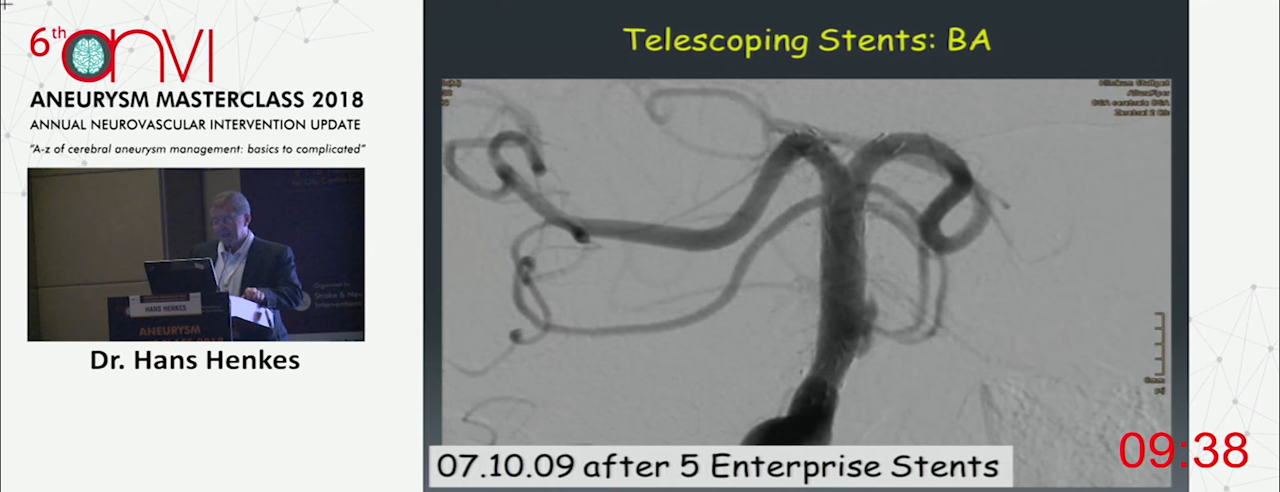 6th anvi
ANEURYSM MASTERCLASS 2018
ANNUAL NEUROVASCULAR INTERVENTION UPDATE
"A-z of cerebral aneurysm management: basics to complicated"
HANS HENKES
ANEURYSM
Dr. Hans Henkes
Telescoping Stents: BA
07.10.09 after 5 Enterprise Stents
09:38